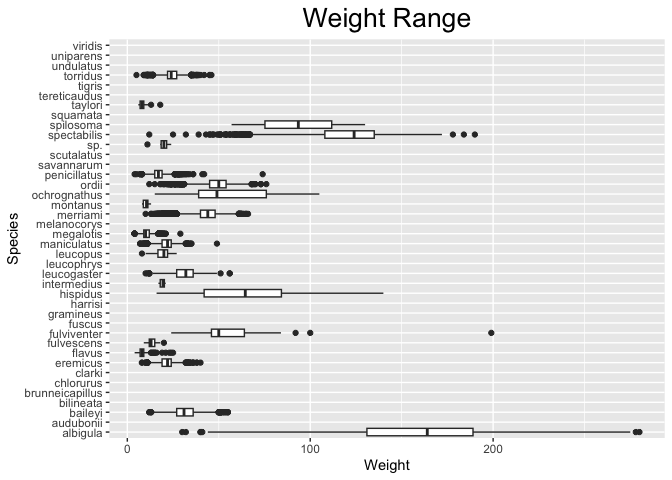 Weight Range
Species
viridis
uniparens
undulatus
torridus
tigris
tereticaudus
taylori
squamata
spilosoma
spectabilis
sp.
scutalatus
savannarum
penicillatus
ordii
ochrognathus
montanus
merriami
melanocorys
megalotis
maniculatus
leucopus
leucophrys
leucogaster
intermedius
hispidus
harrisi
gramineus
fuscus
fulviventer
fulvescens
flavus
eremicus
clarki
chlorurus
brunneicapillus
bilineata
baileyi
audubonii
albigula
0 100 200
Weight